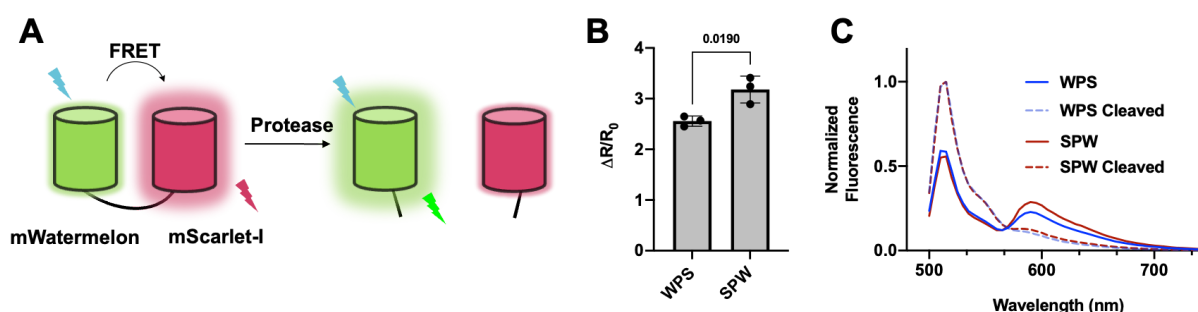 A
FRET
Protease
mWatermelon
mScarlet-I
B
0.0190
4
3
2
1
0
ΔR/R0
WPS
SPW
C
1.0
0.5
0.0
Normalized
Fluorescence
WPS
WPS Cleaved
SPW
SPW Cleaved
500
600
700
Wavelength (nm)